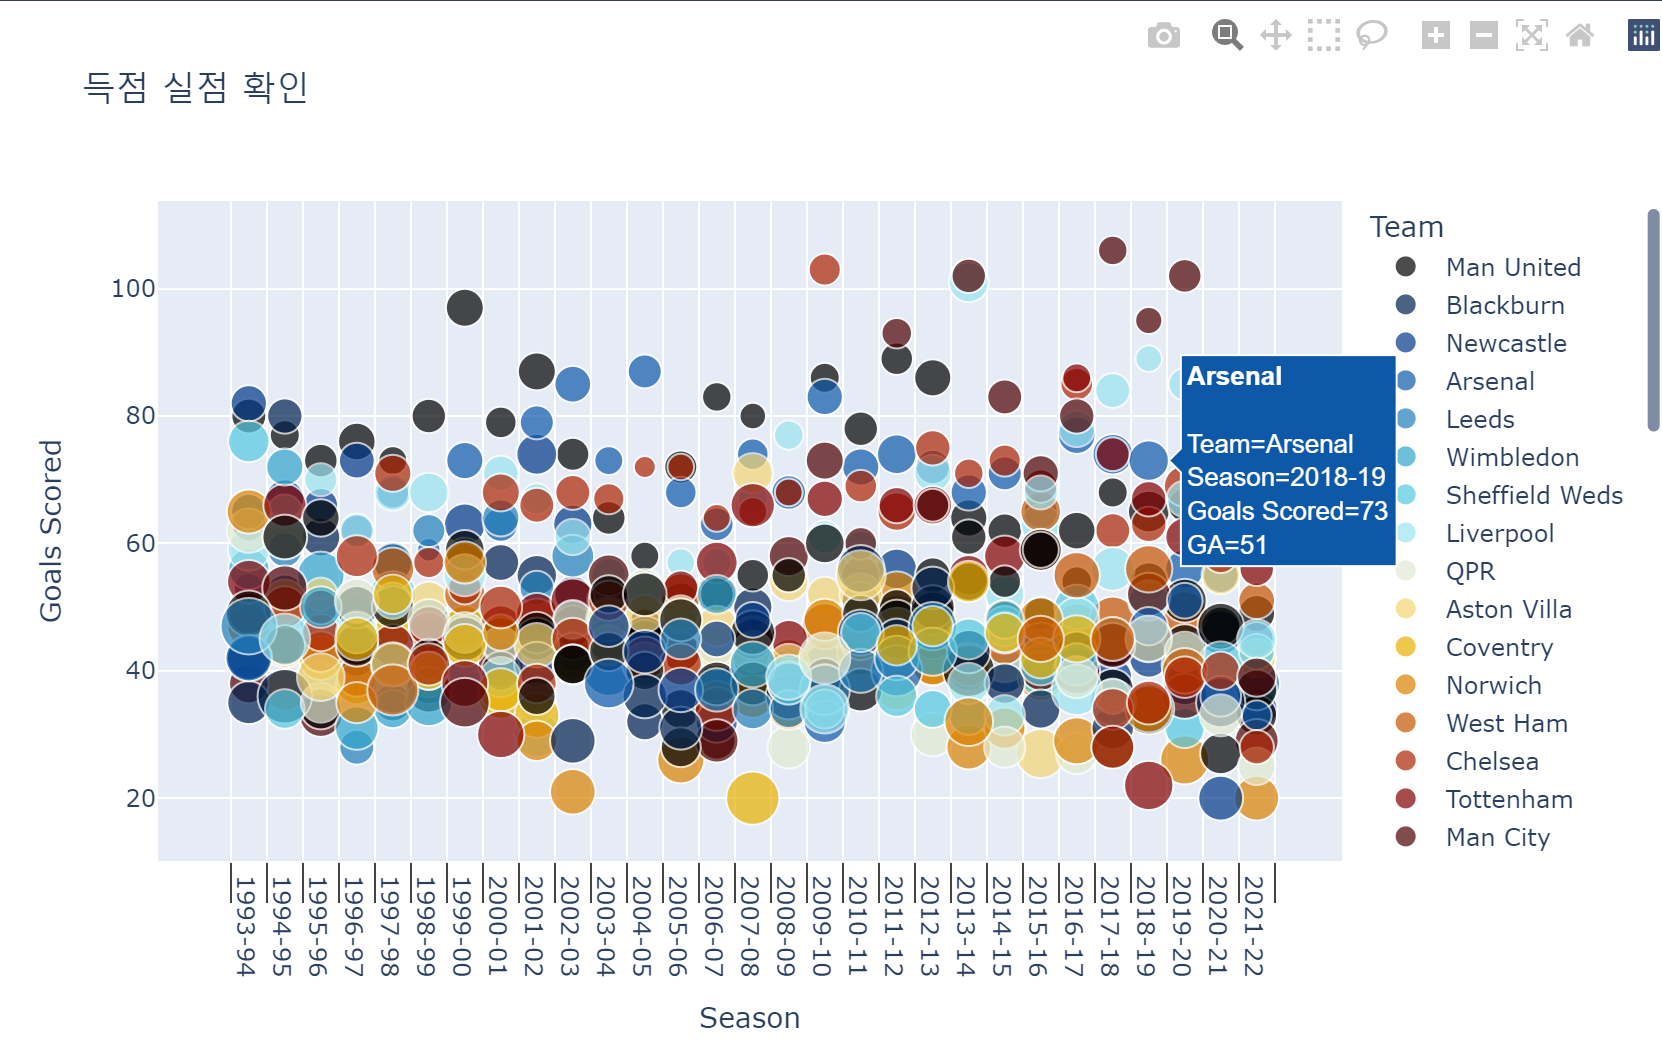 득점 실점 확인
Goals Scored
100
80
60
40
20
1993-94
1994-95
1995-96
1996-97
1997-98
1998-99
1999-00
2000-01
2001-02
2002-03
2003-04
2004-05
2005-06
2006-07
2007-08
2008-09
2009-10
2010-11
2011-12
2012-13
2013-14
2014-15
2015-16
2016-17
2017-18
2018-19
2019-20
2020-21
2021-22
Season
Arsenal
Team=Arsenal
Season=2018-19
Goals Scored=73
GA=51
Team
Man United
Blackburn
Newcastle
Arsenal
Leeds
Wimbledon
Sheffield Weds
Liverpool
QPR
Aston Villa
Coventry
Norwich
West Ham
Chelsea
Tottenham
Man City